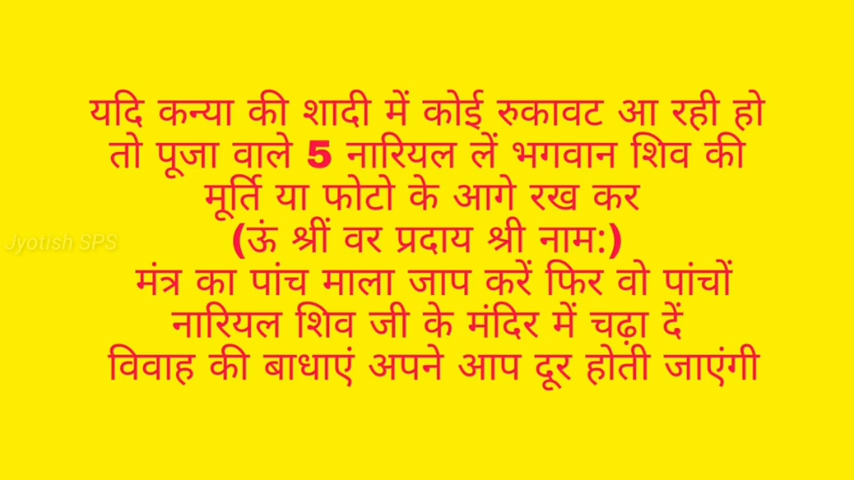 यदि कन्या की शादी में कोई रुकावट आ रही हो
तो पूजा वाले 5 नारियल लें भगवान शिव की
मूर्ति या फोटो के आगे रख कर
(ऊं श्रीं वर प्रदाय श्री नाम:)
Jyotish SPS
मंत्र का पांच माला जाप करें फिर वो पांचों
नारियल शिव जी के मंदिर में चढ़ा दें
विवाह की बाधाएं अपने आप दूर होती जाएंगी